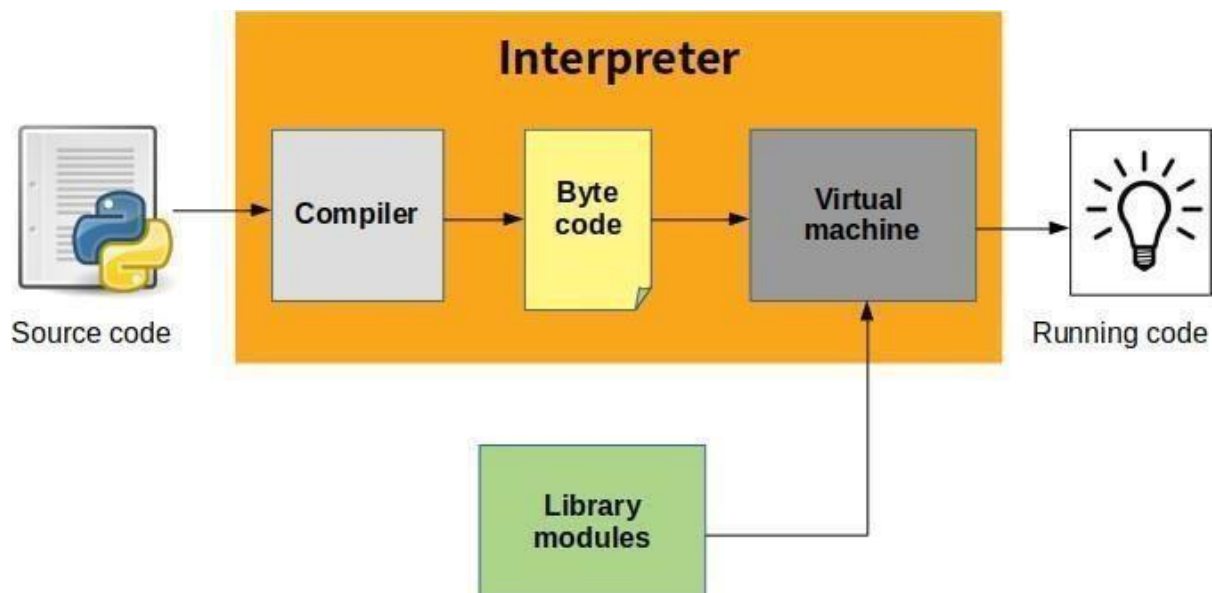 Interpreter
Source code
Compiler
Byte
code
Virtual
machine
Running code
Library
modules